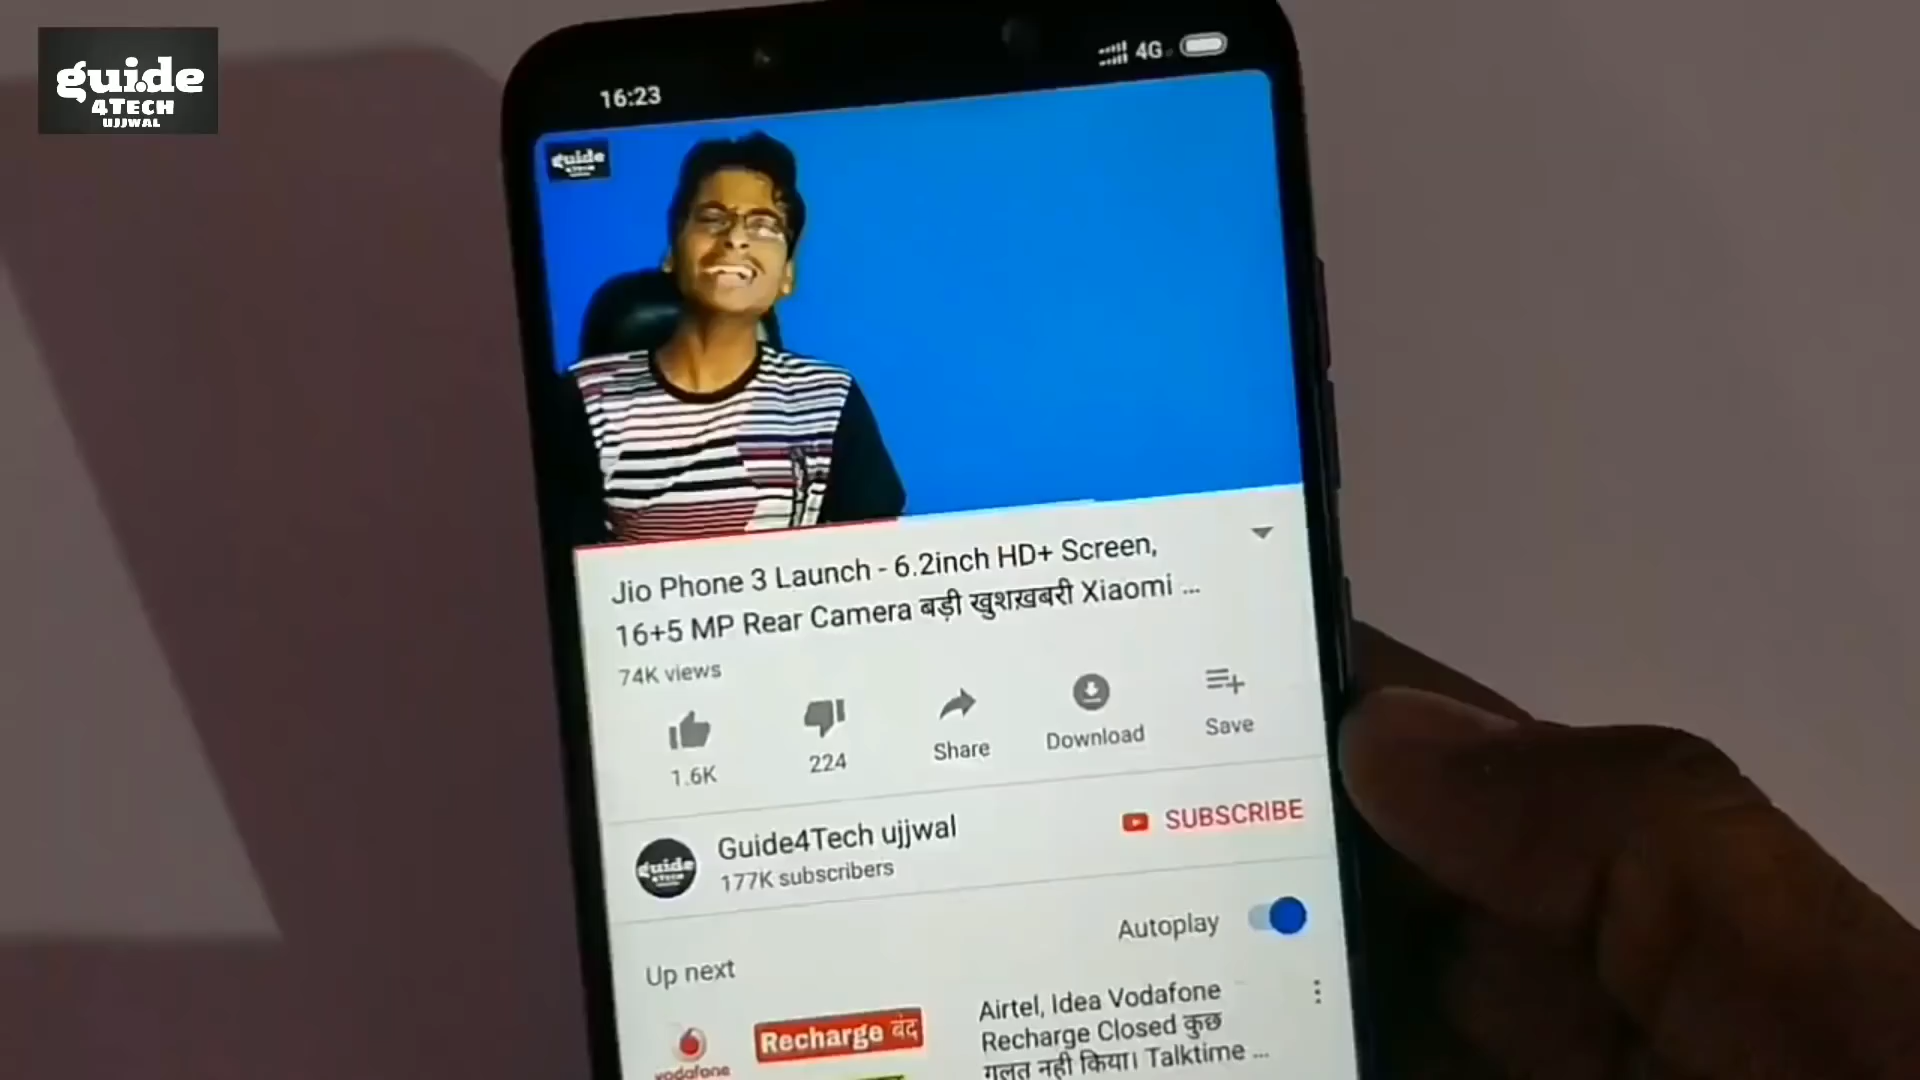 guide
4TECH
UJJWAL
16:23
4G
guide
Jio Phone 3 Launch - 6.2inch HD+ Screen,
16+5 MP Rear Camera बड़ी खुशख़बरी Xiaomi ...
74K views
1.6K
224
Share
Download
Save
Guide4Tech ujjwal
177K subscribers
SUBSCRIBE
guide
Autoplay
Up next
vodafone
Recharge बंद
Airtel, Idea Vodafone
Recharge Closed कुछ
गलत नही किया। Talktime ...